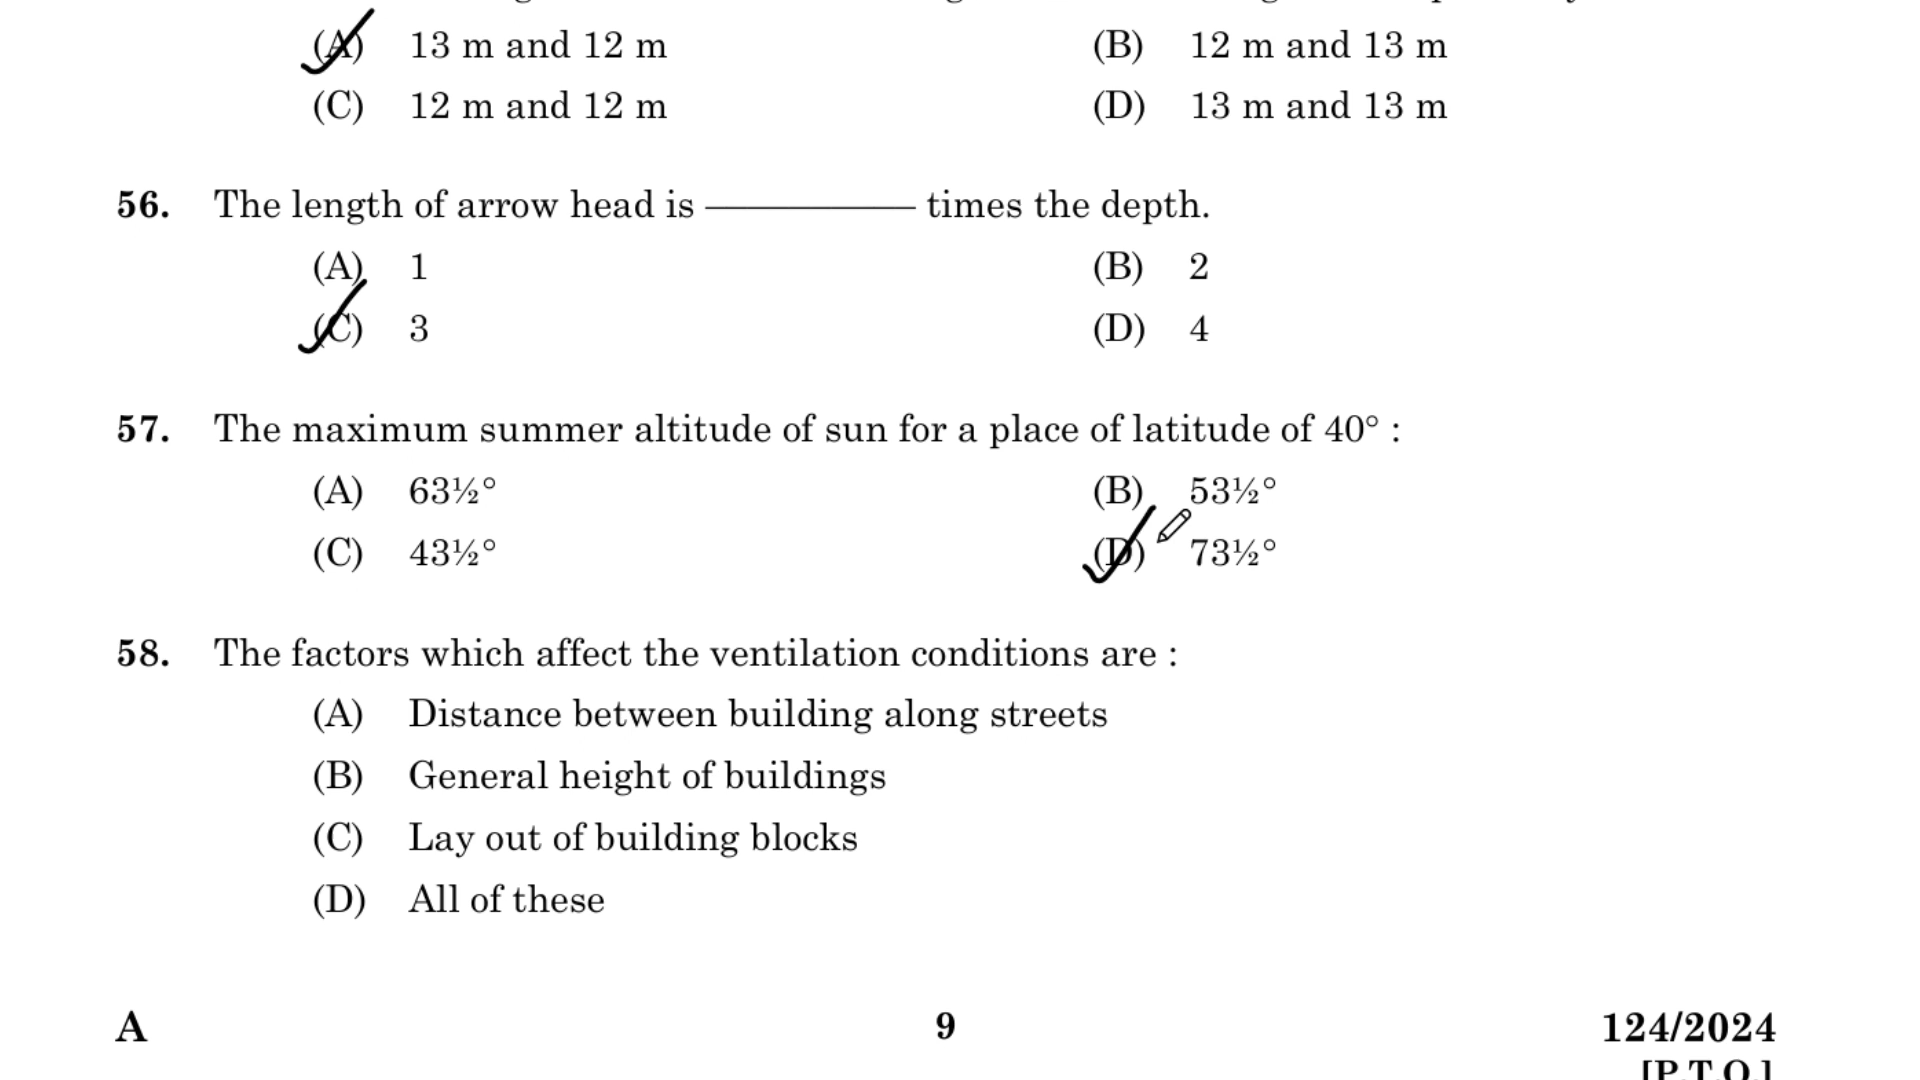 (A) 13 m and 12 m (B) 12 m and 13 m
(C) 12 m and 12 m (D) 13 m and 13 m
56. The length of arrow head is ————— times the depth.
(A) 1 (B) 2
(C) 3 (D) 4
57. The maximum summer altitude of sun for a place of latitude of 40° :
(A) 63½° (B) 53½°
(C) 43½° (D) 73½°
58. The factors which affect the ventilation conditions are :
(A) Distance between building along streets
(B) General height of buildings
(C) Lay out of building blocks
(D) All of these
A 9 124/2024
[P.T.O.]